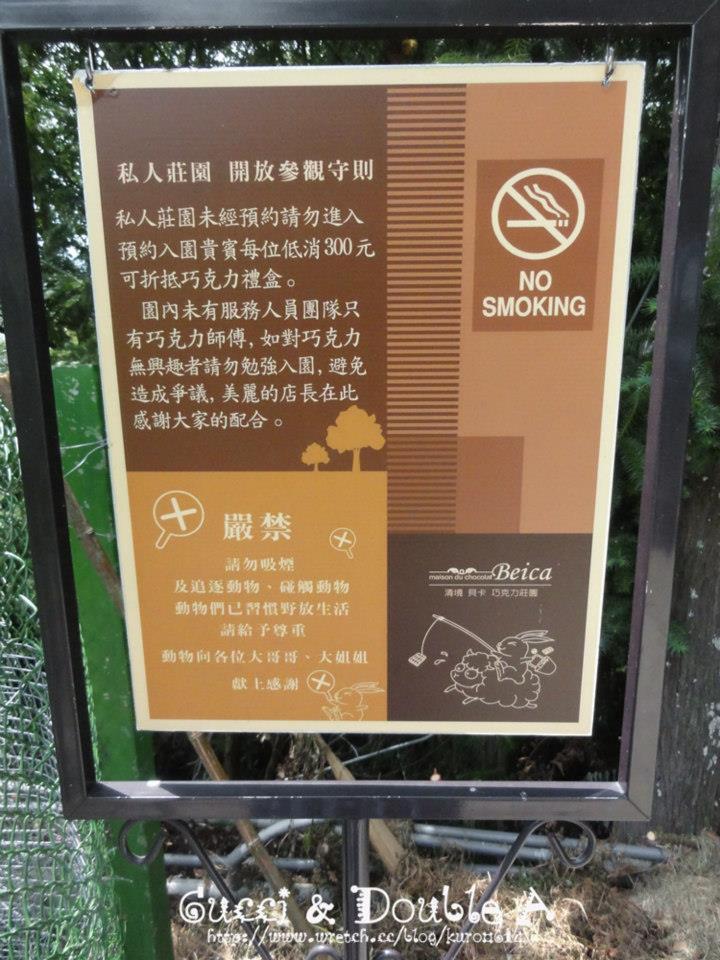 私人莊園 開放參觀守則
私人莊園未經預約請勿進入
預約入園貴賓每位低消300元
可折抵巧克力禮盒。
園內未有服務人員團隊只
有巧克力師傅，如對巧克力
無興趣者請勿勉強入園，避免
造成爭議，美麗的店長在此
感謝大家的配合。
NO
SMOKING
嚴禁
請勿吸煙
及追逐動物、碰觸動物
動物們已習慣野放生活
請給予尊重
動物向各位大哥哥、大姐姐
獻上感謝
maison du chocolat Beica
清境 貝卡 巧克力莊園
Gucci & Double A